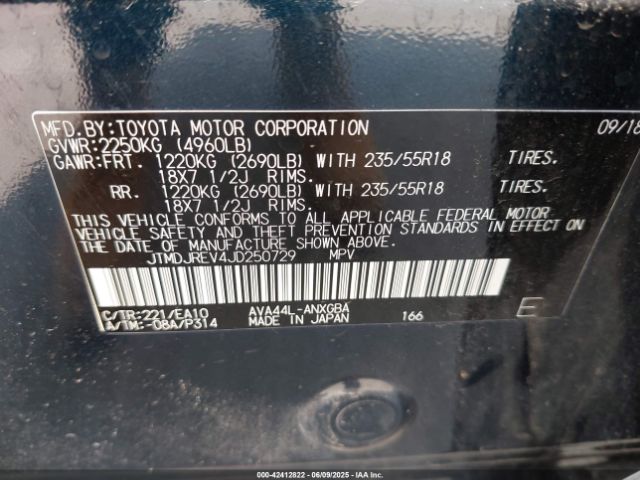 MFD.BY:TOYOTA MOTOR CORPORATION 09/18
GVWR:2250KG (4960LB)
GAWR:FRT. 1220KG (2690LB) WITH 235/55R18 TIRES.
18X7 1/2J RIMS.
RR. 1220KG (2690LB) WITH 235/55R18 TIRES.
18X7 1/2J RIMS.
THIS VEHICLE CONFORMS TO ALL APPLICABLE FEDERAL MOTOR
VEHICLE SAFETY AND THEFT PREVENTION STANDARDS IN EFFECT ON
THE DATE OF MANUFACTURE SHOWN ABOVE.
JTMDJREV4JD250729 MPV
C/TR:221/EA10 AVA44L-ANXGBA
A/TM:-08A/P314 MADE IN JAPAN 166 E
000-42412822 06/09/2025 IAAI.com